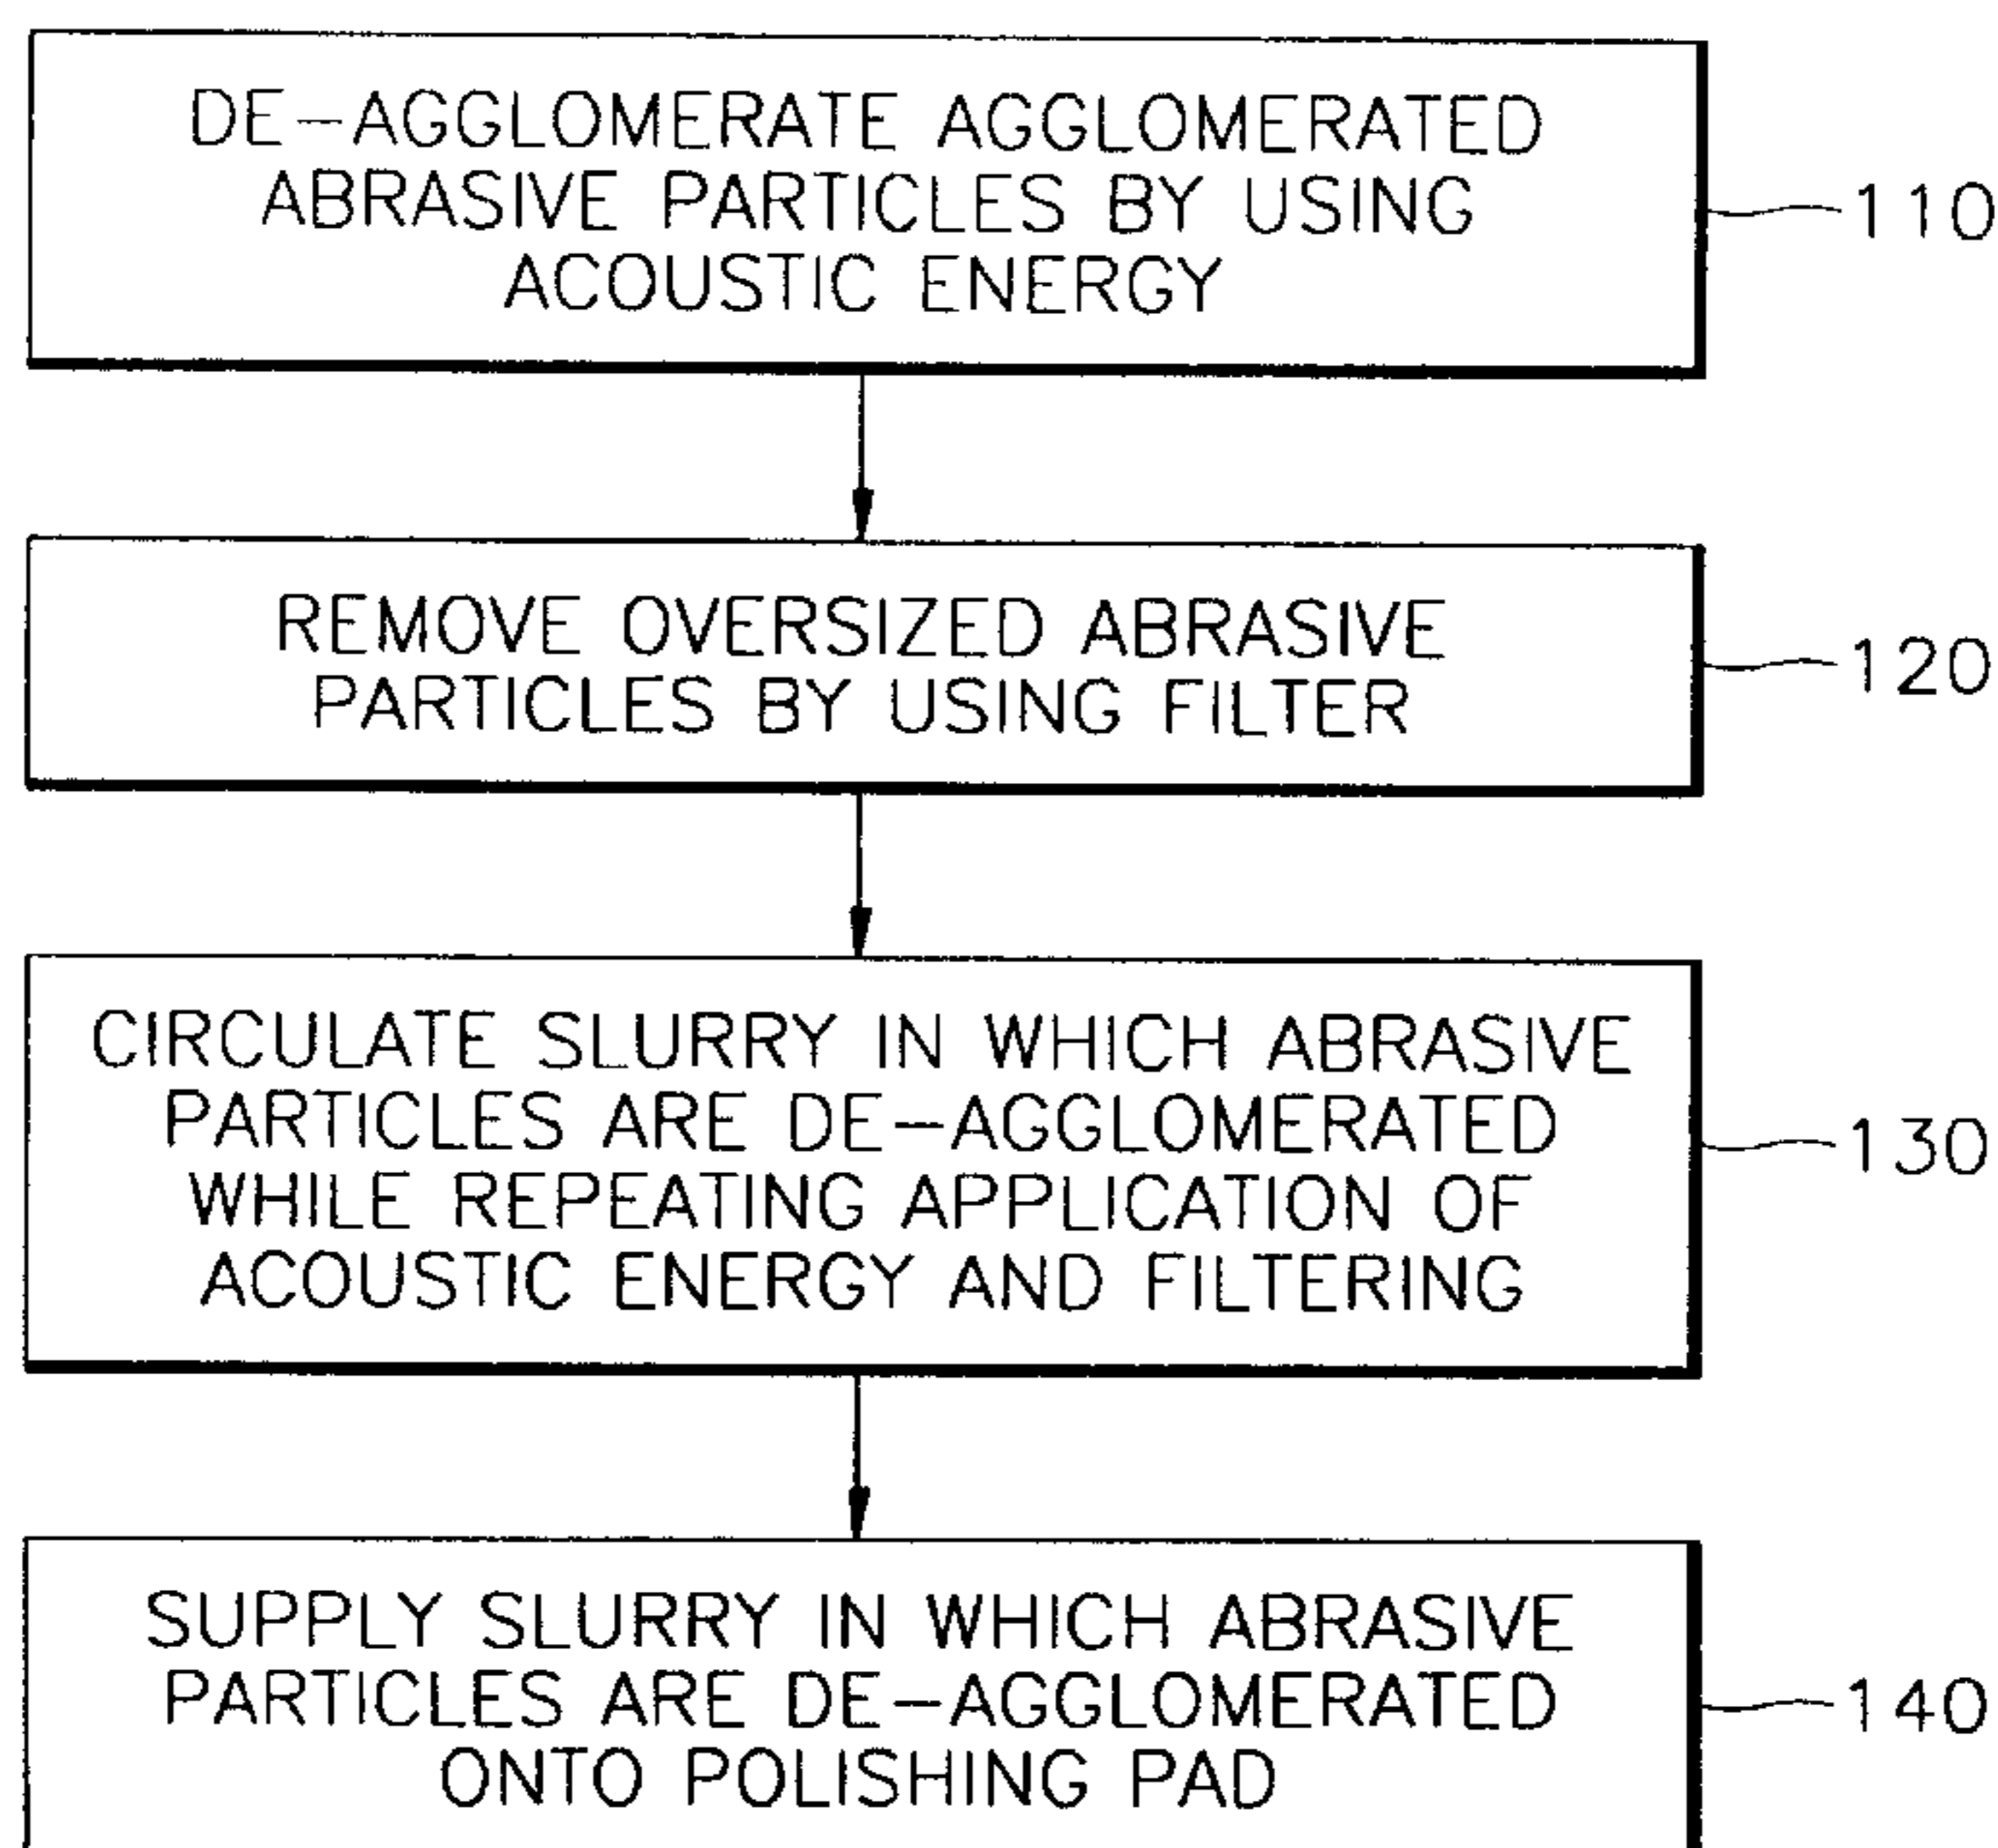 DE-AGGLOMERATE AGGLOMERATED
ABRASIVE PARTICLES BY USING
ACOUSTIC ENERGY
110
REMOVE OVERSIZED ABRASIVE
PARTICLES BY USING FILTER
120
CIRCULATE SLURRY IN WHICH ABRASIVE
PARTICLES ARE DE-AGGLOMERATED
WHILE REPEATING APPLICATION OF
ACOUSTIC ENERGY AND FILTERING
130
SUPPLY SLURRY IN WHICH ABRASIVE
PARTICLES ARE DE-AGGLOMERATED
ONTO POLISHING PAD
140